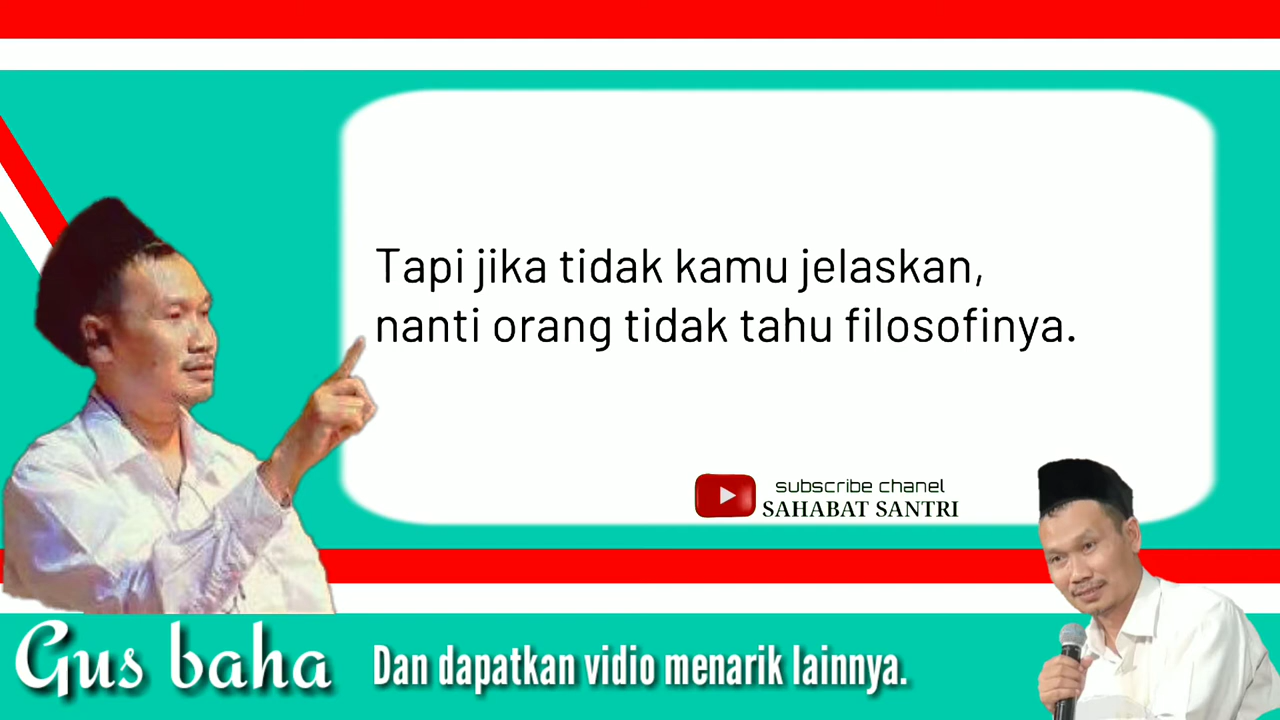 Tapi jika tidak kamu jelaskan,
nanti orang tidak tahu filosofinya.
subscribe chanel
SAHABAT SANTRI
Gus baha
Dan dapatkan vidio menarik lainnya.